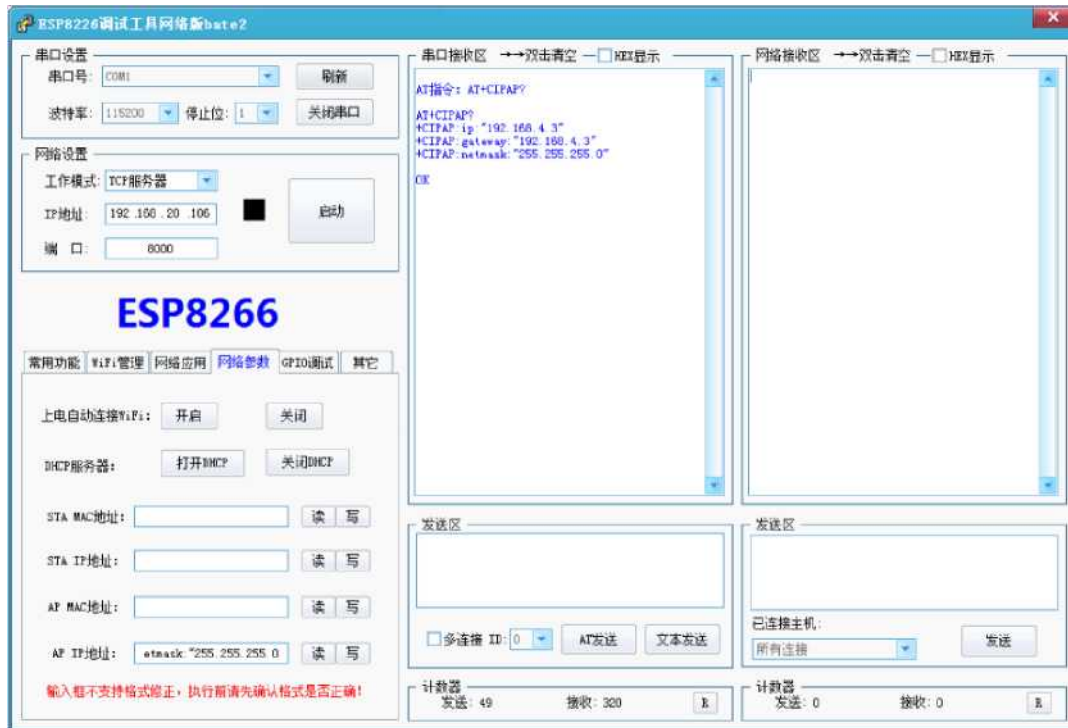 ESP8226调试工具网络版bate2
串口设置
串口号: COM1 刷新
波特率: 115200 停止位: 1 关闭串口
网络设置
工作模式: TCP服务器
IP地址: 192 .168 . 20 .106 启动
端 口: 8000
ESP8266
常用功能 WiFi管理 网络应用 网络参数 GPIO调试 其它
上电自动连接WiFi: 开启 关闭
DHCP服务器: 打开DHCP 关闭DHCP
STA MAC地址: 读 写
STA IP地址: 读 写
AP MAC地址: 读 写
AP IP地址: etmask:"255.255.255.0 读 写
输入框不支持格式修正，执行前请先确认格式是否正确!
串口接收区 →→双击清空 HEX显示
AT指令: AT+CIPAP?
AT+CIPAP?
+CIPAP:ip:"192.168.4.3"
+CIPAP:gateway:"192.168.4.3"
+CIPAP:netmask:"255.255.255.0"
OK
发送区
多连接 ID: 0 AT发送 文本发送
计数器
发送: 49 接收: 320 R
网络接收区 →→双击清空 HEX显示
发送区
已连接主机:
所有连接 发送
计数器
发送: 0 接收: 0 R